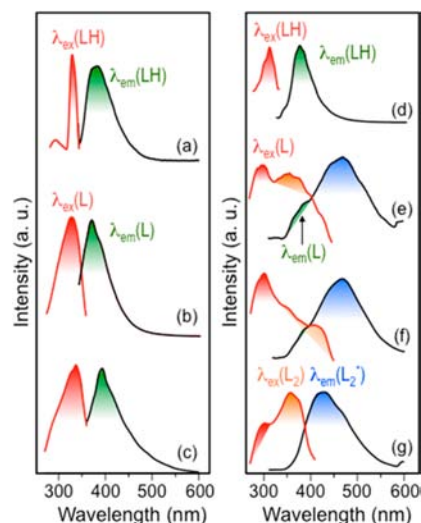 λex(LH)
λem(LH)
(a)
λex(L)
λem(L)
(b)
(c)
300 400 500 600
Wavelength (nm)
Intensity (a. u.)
λex(LH)
λem(LH)
(d)
λex(L)
(e)
λem(L)
(f)
λex(L2) λem(L2*)
(g)
300 400 500 600
Wavelength (nm)
Intensity (a. u.)